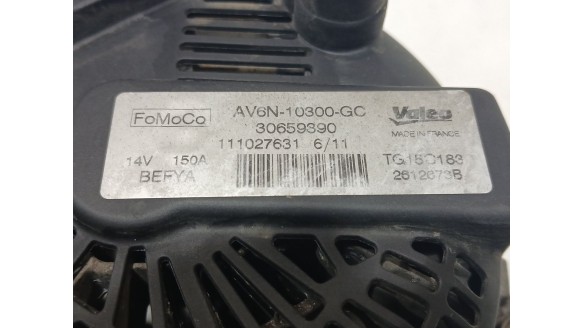 FoMoCo
AV6N-10300-GC
30659390
111027631 6/11
14V 150A
BEFYA
Valeo
MADE IN FRANCE
TG15C183
2612673B